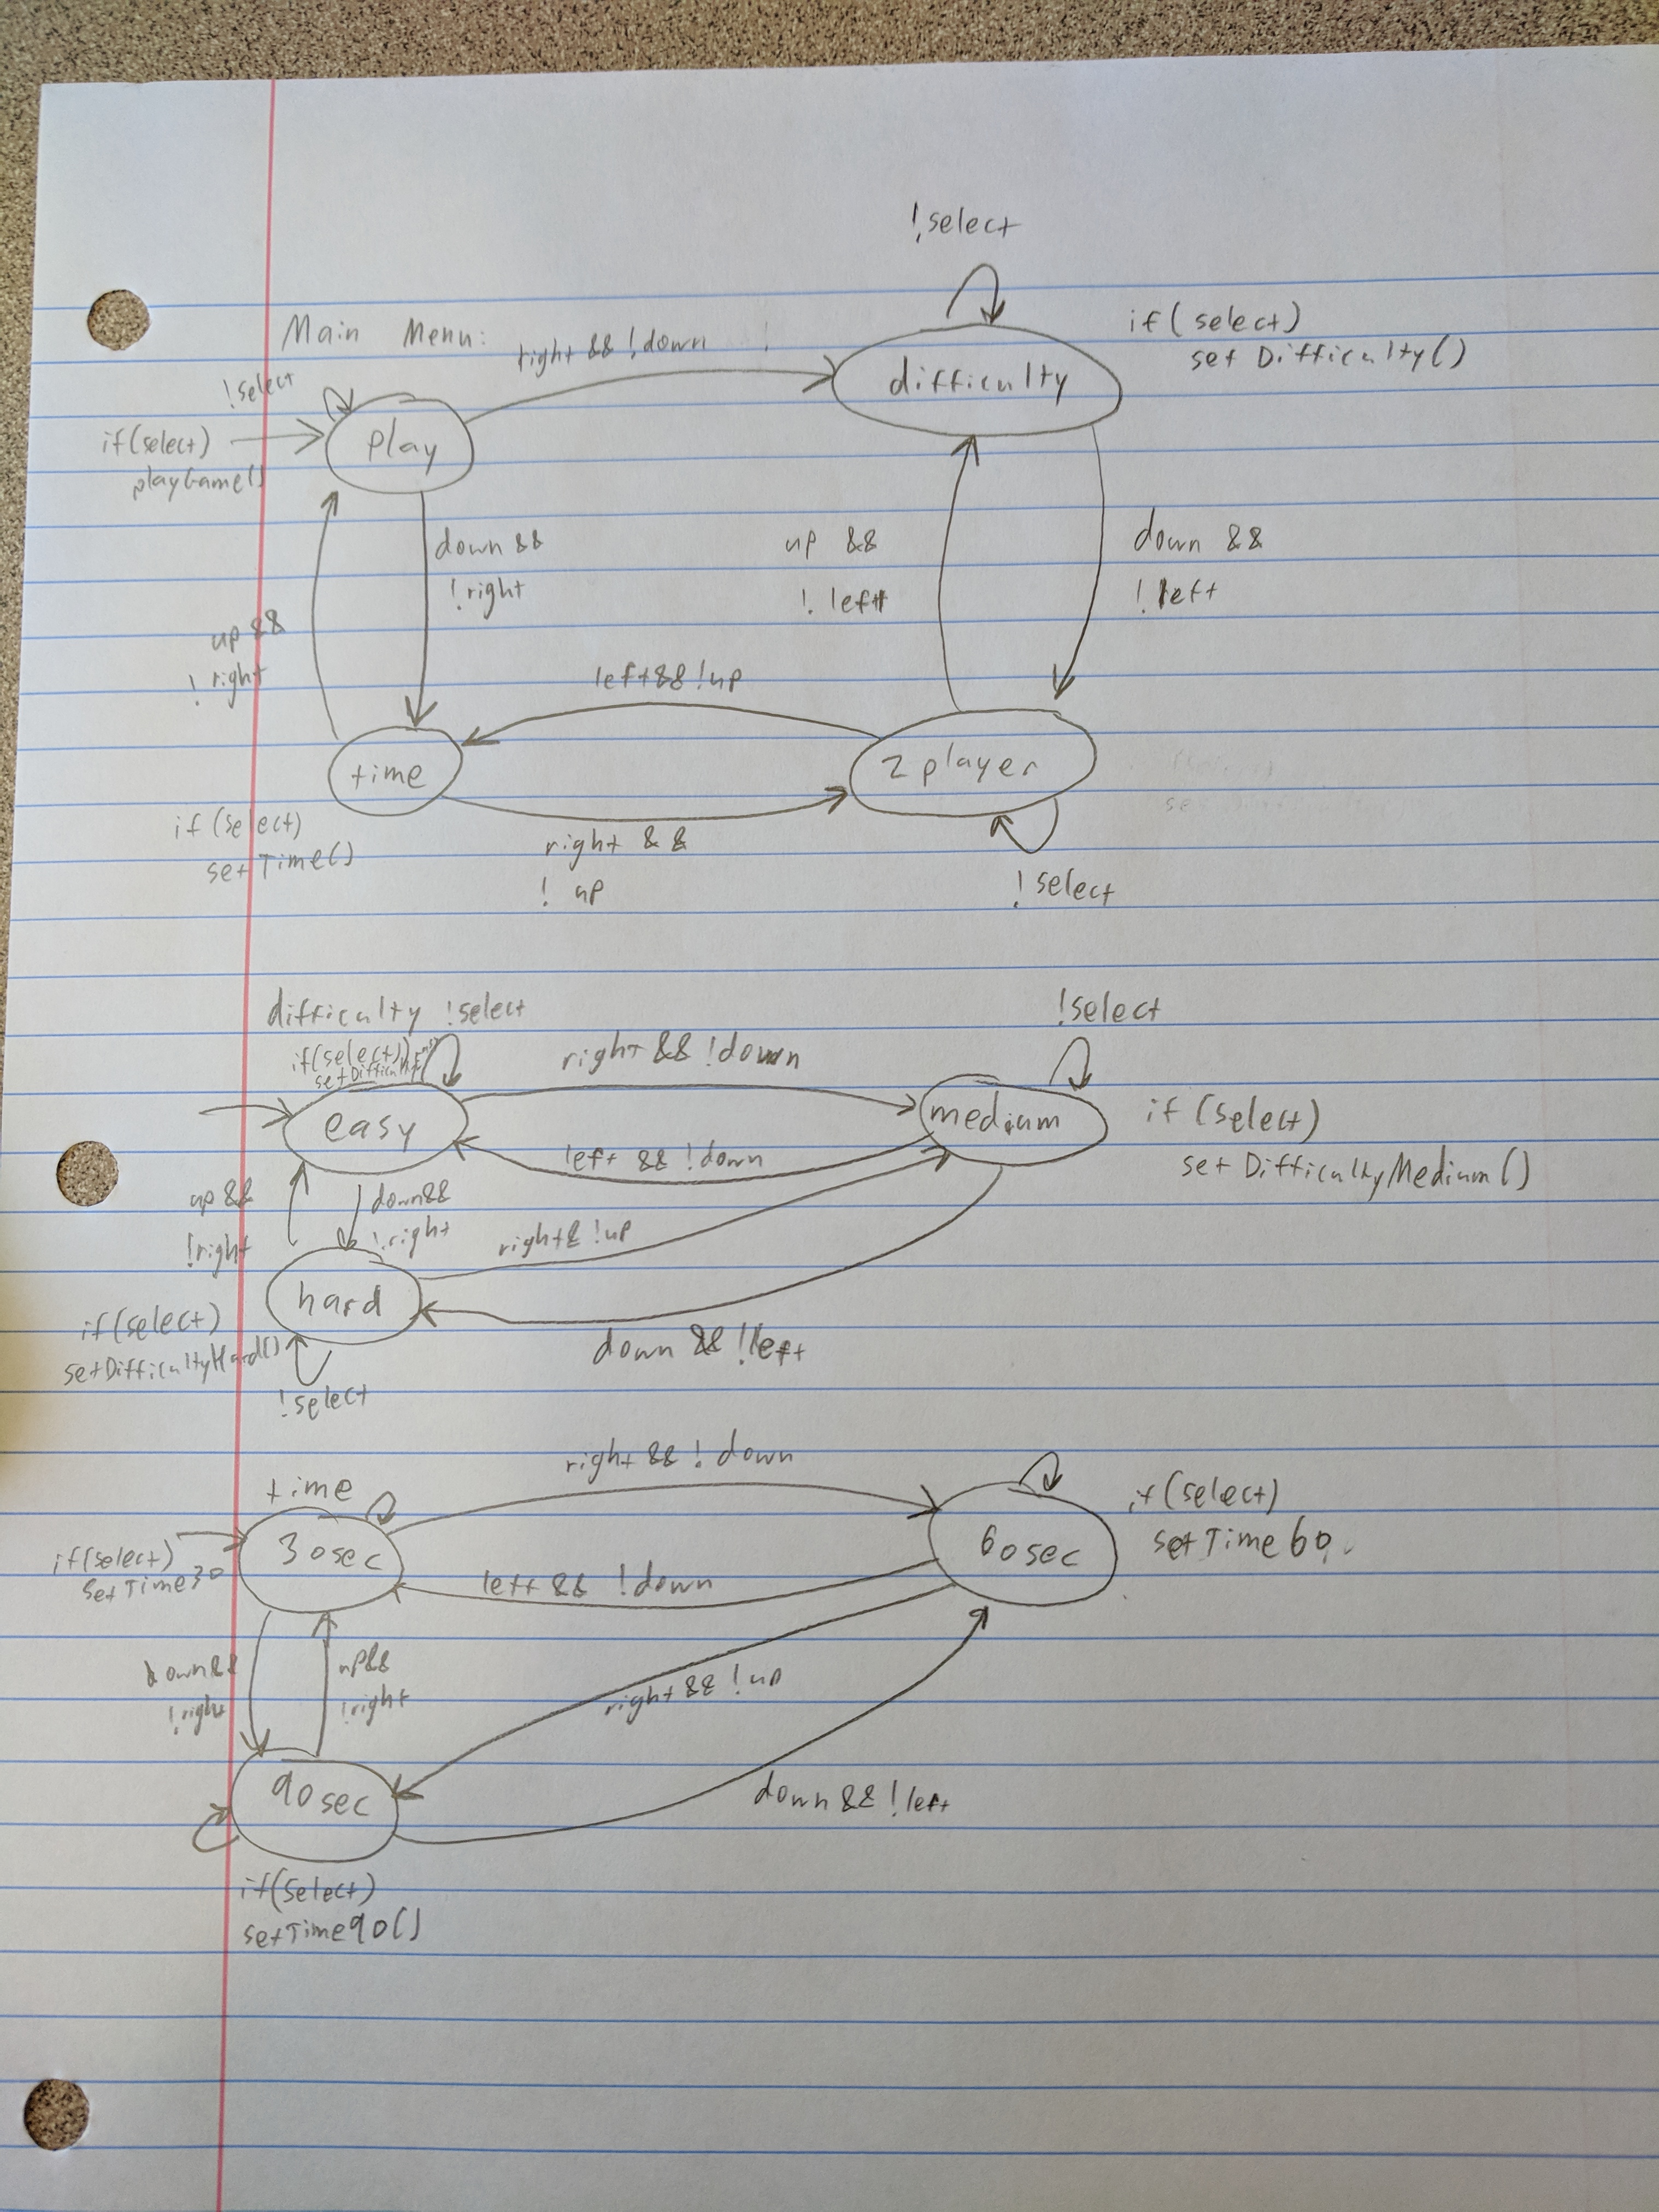 !select
Main Menu:
right && !down
!
if(select)
set Difficulty()
difficulty
!select
if(select)
playGame()
play
down &&
!right
up &&
! left
down &&
! left
up &&
! right
left && !up
time
2 player
if(select)
setTime()
right & &
! up
!select
difficulty
!select
if(select)
right && !down
!select
easy
medium
if (select)
set DifficultyMedium()
left && !down
up &&
!right
down&&
!right
right& !up
hard
if(select)
setDifficultyHard()
down && !left
!select
right && ! down
time
30sec
if(select)
setTime30
60sec
if(select)
setTime60
left && !down
down&&
!right
up&&
!right
right && !up
90sec
down && !left
if(select)
setTime90()